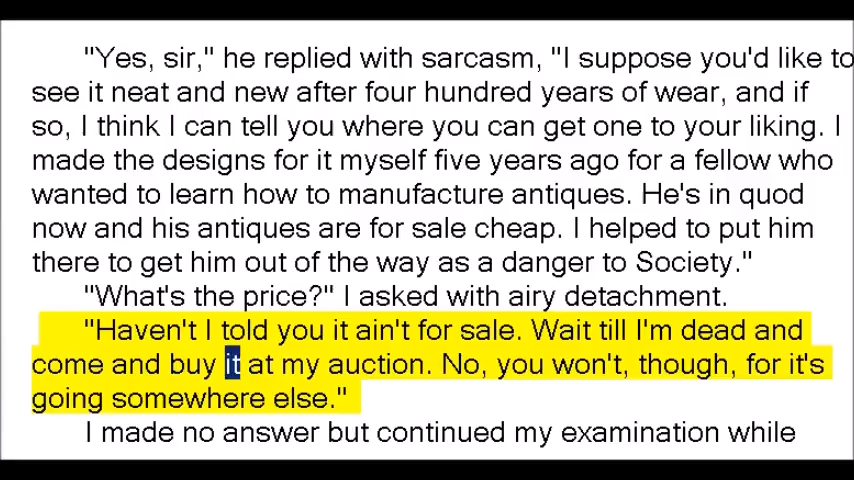 "Yes, sir," he replied with sarcasm, "I suppose you'd like to
see it neat and new after four hundred years of wear, and if
so, I think I can tell you where you can get one to your liking. I
made the designs for it myself five years ago for a fellow who
wanted to learn how to manufacture antiques. He's in quod
now and his antiques are for sale cheap. I helped to put him
there to get him out of the way as a danger to Society."
"What's the price?" I asked with airy detachment.
"Haven't I told you it ain't for sale. Wait till I'm dead and
come and buy it at my auction. No, you won't, though, for it's
going somewhere else."
I made no answer but continued my examination while